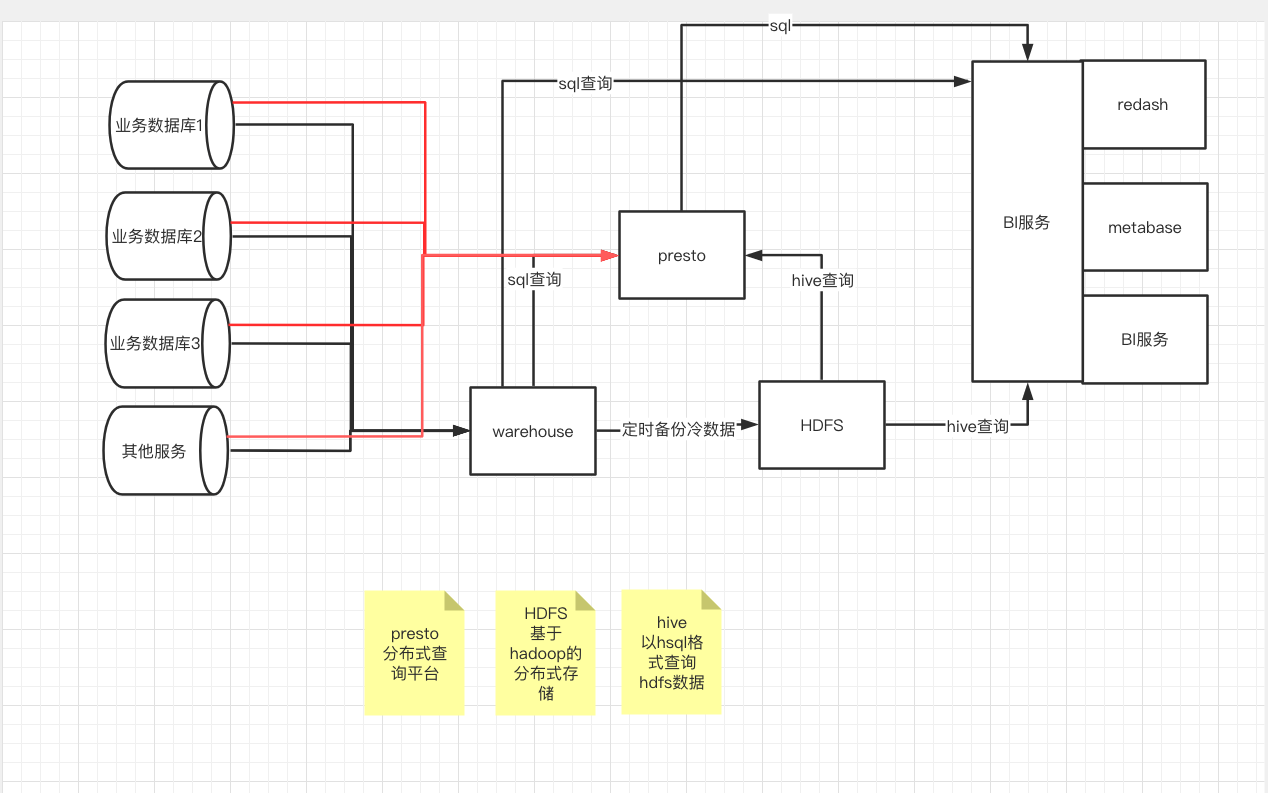 sql
sql查询
业务数据库1
redash
业务数据库2
BI服务
metabase
presto
sql查询
hive查询
业务数据库3
BI服务
warehouse
定时备份冷数据
HDFS
hive查询
其他服务
presto
分布式查
询平台
HDFS
基于
hadoop的
分布式存
储
hive
以hsql格
式查询
hdfs数据